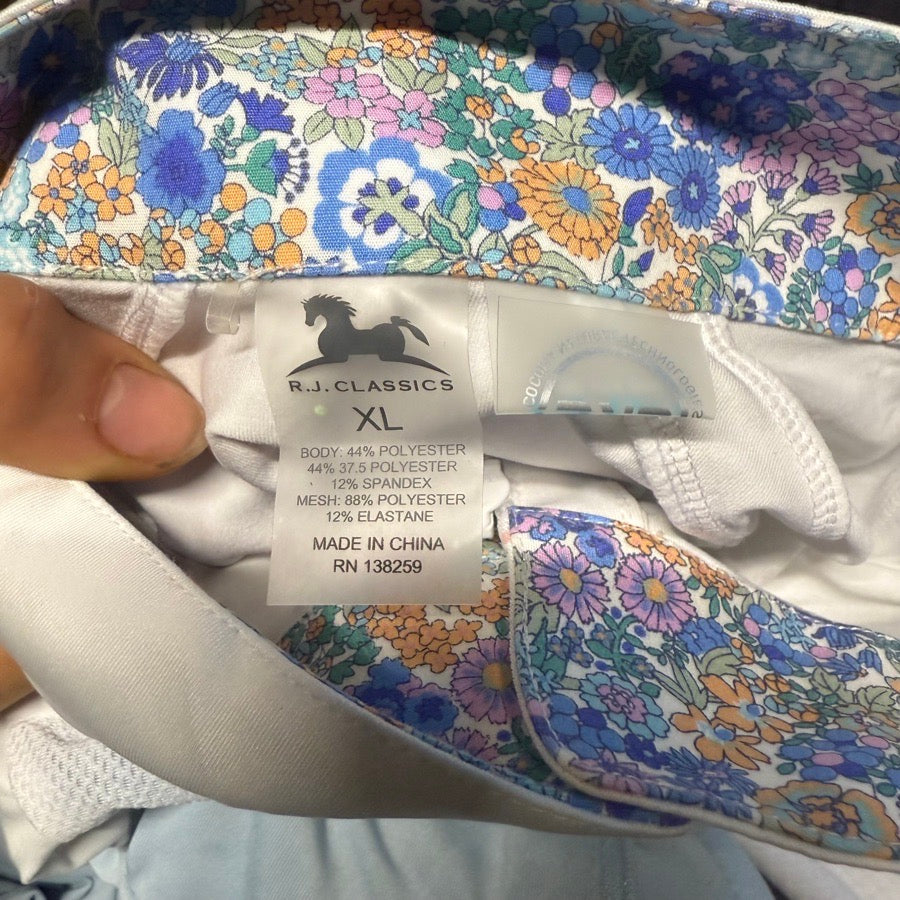 R.J.CLASSICS
XL
BODY: 44% POLYESTER
44% 37.5 POLYESTER
12% SPANDEX
MESH: 88% POLYESTER
12% ELASTANE
MADE IN CHINA
RN 138259